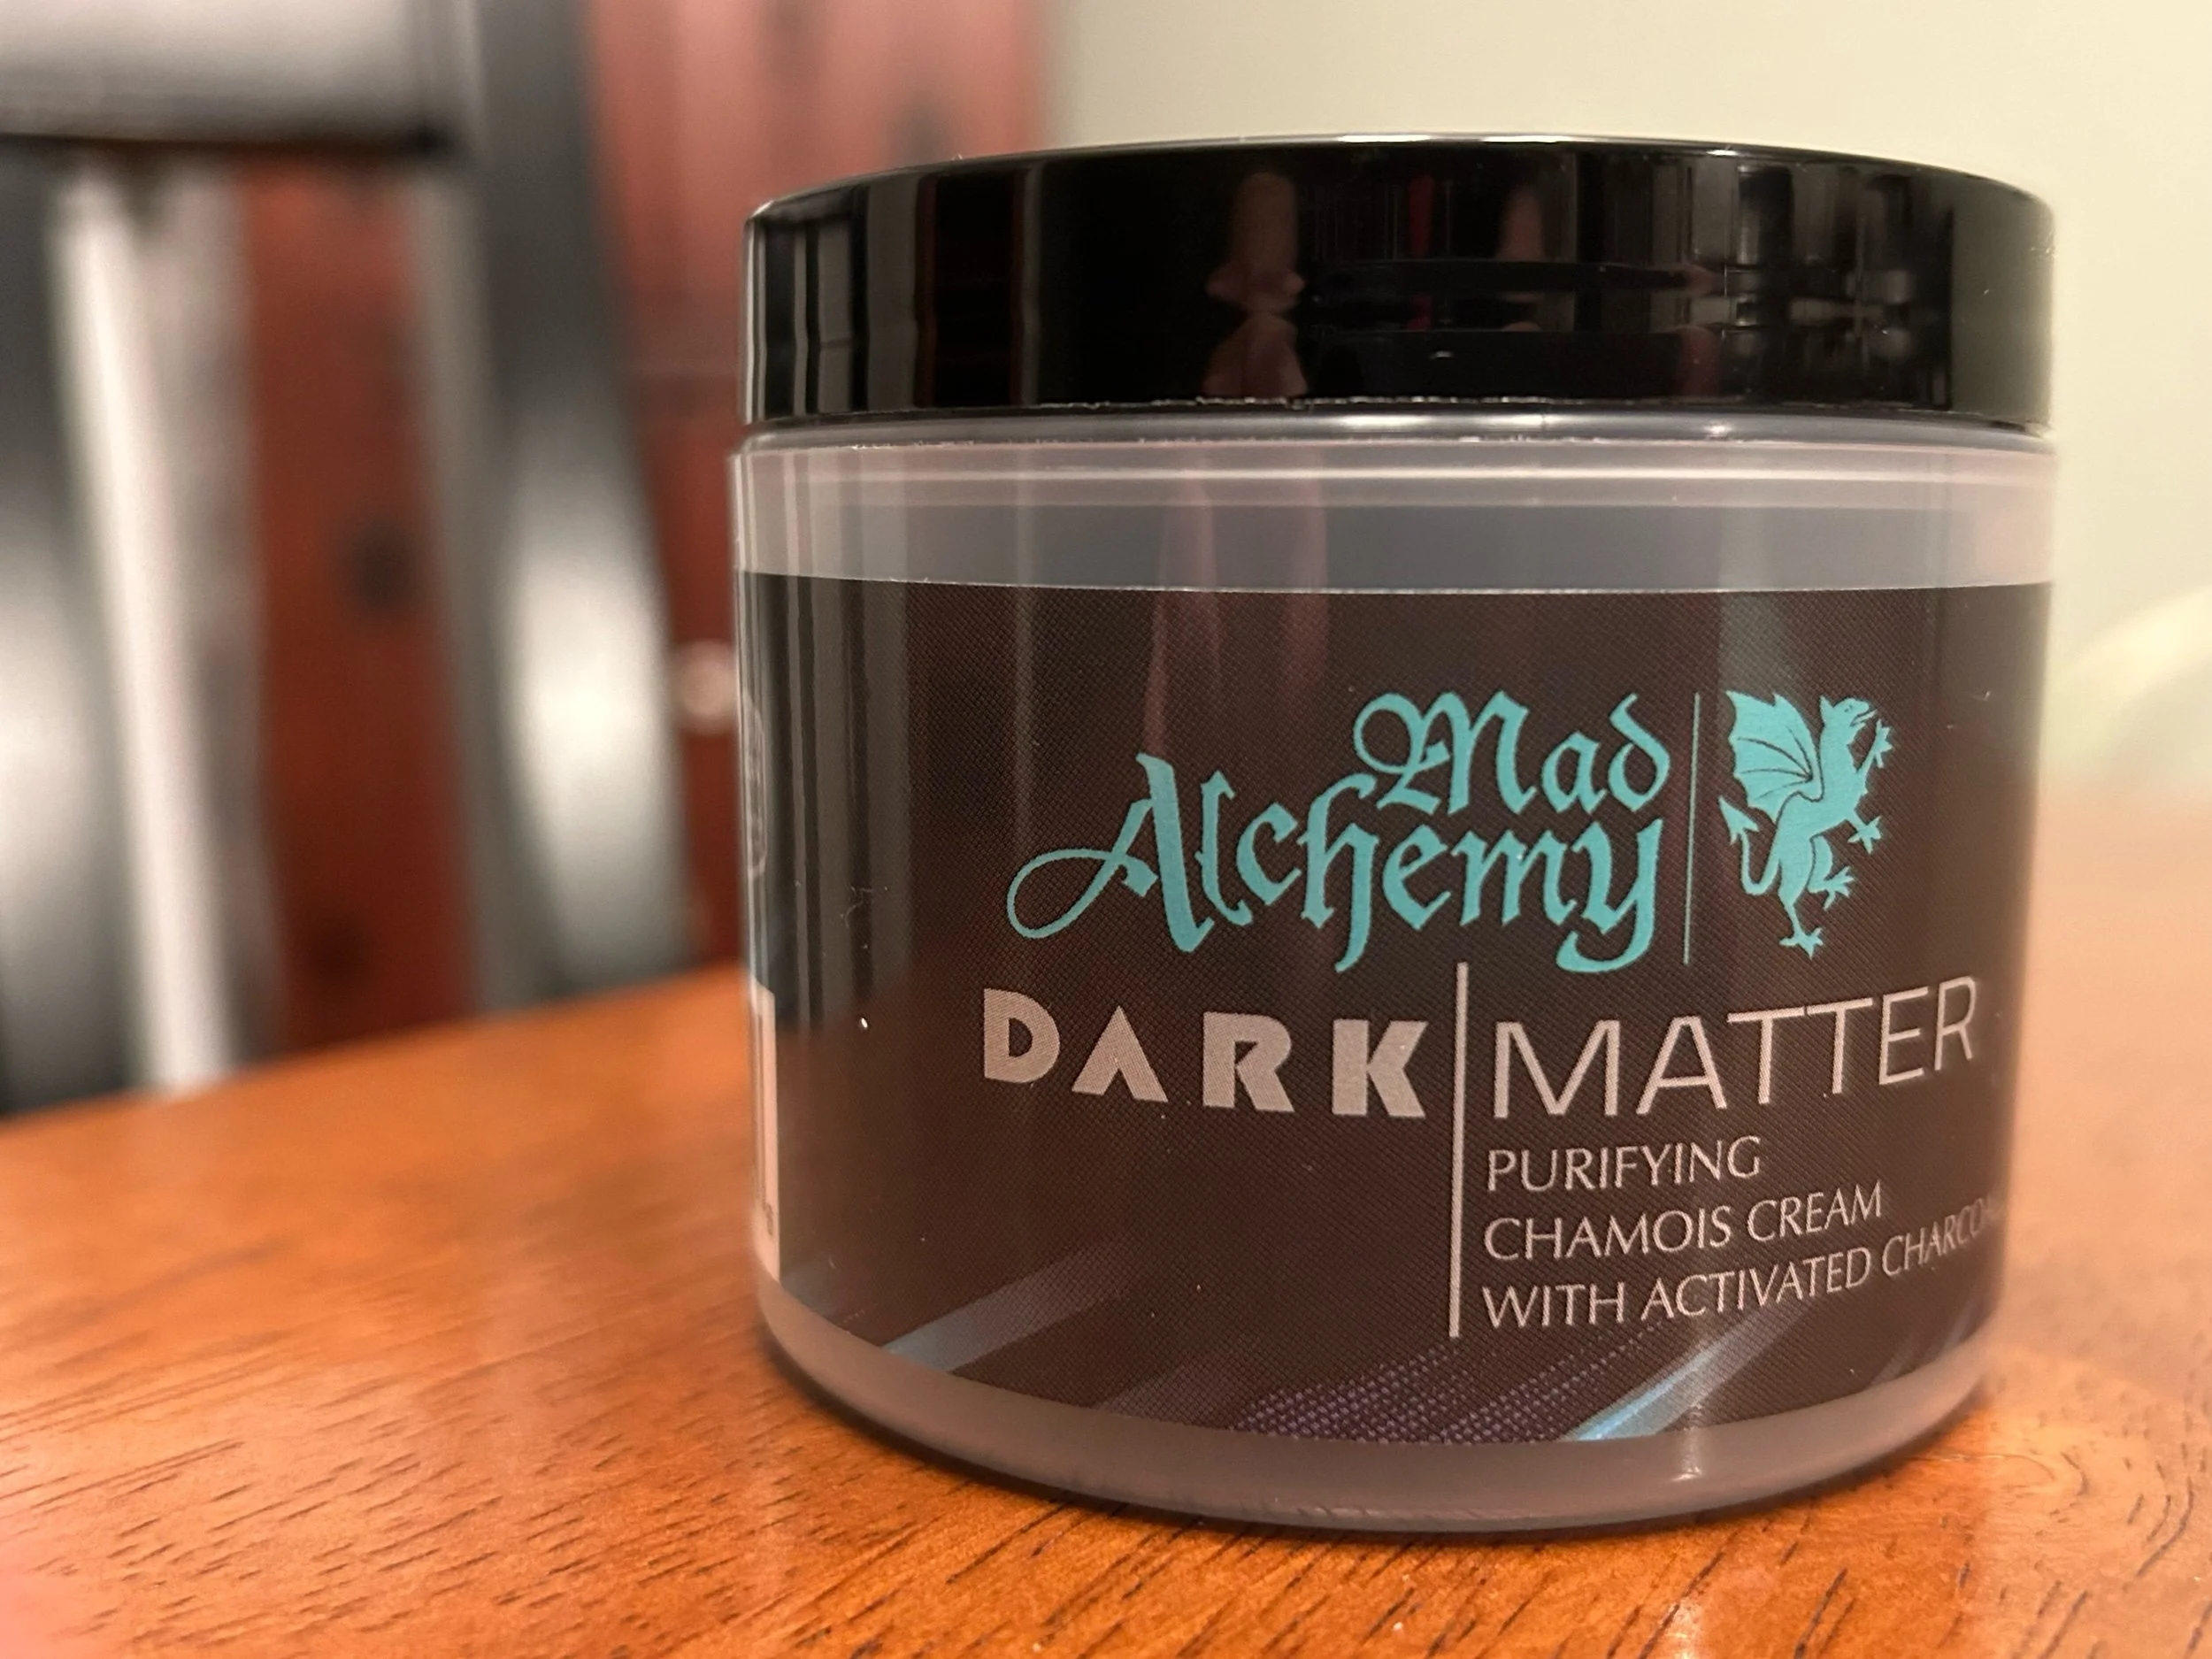 Mad
Alchemy
DARK MATTER
PURIFYING
CHAMOIS CREAM
WITH ACTIVATED